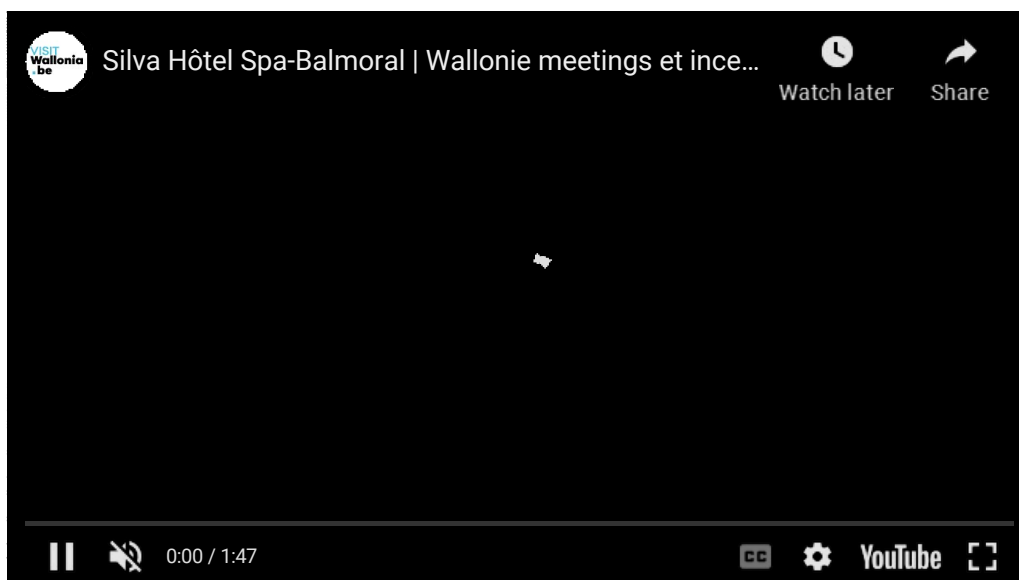 VISIT
Wallonia
.be
Silva Hôtel Spa-Balmoral | Wallonie meetings et ince...
Watch later
Share
0:00 / 1:47
CC
YouTube